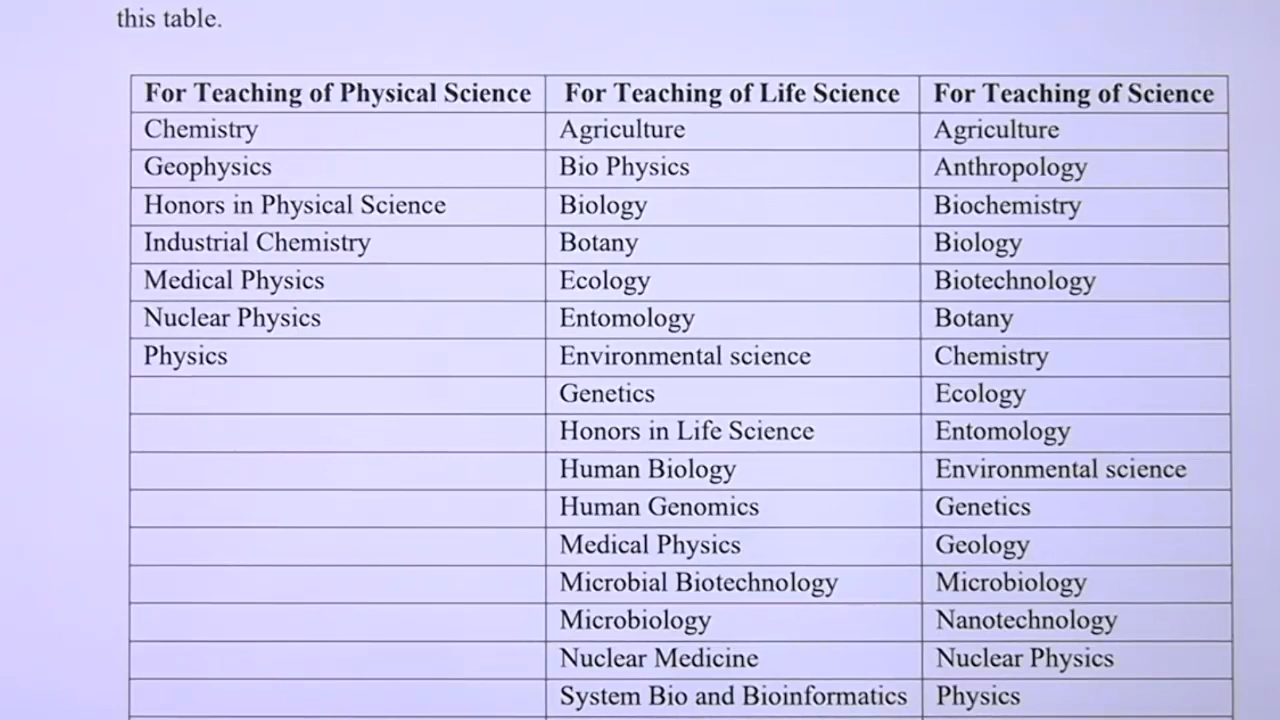 this table.
For Teaching of Physical Science For Teaching of Life Science For Teaching of Science
Chemistry Agriculture Agriculture
Geophysics Bio Physics Anthropology
Honors in Physical Science Biology Biochemistry
Industrial Chemistry Botany Biology
Medical Physics Ecology Biotechnology
Nuclear Physics Entomology Botany
Physics Environmental science Chemistry
Genetics Ecology
Honors in Life Science Entomology
Human Biology Environmental science
Human Genomics Genetics
Medical Physics Geology
Microbial Biotechnology Microbiology
Microbiology Nanotechnology
Nuclear Medicine Nuclear Physics
System Bio and Bioinformatics Physics